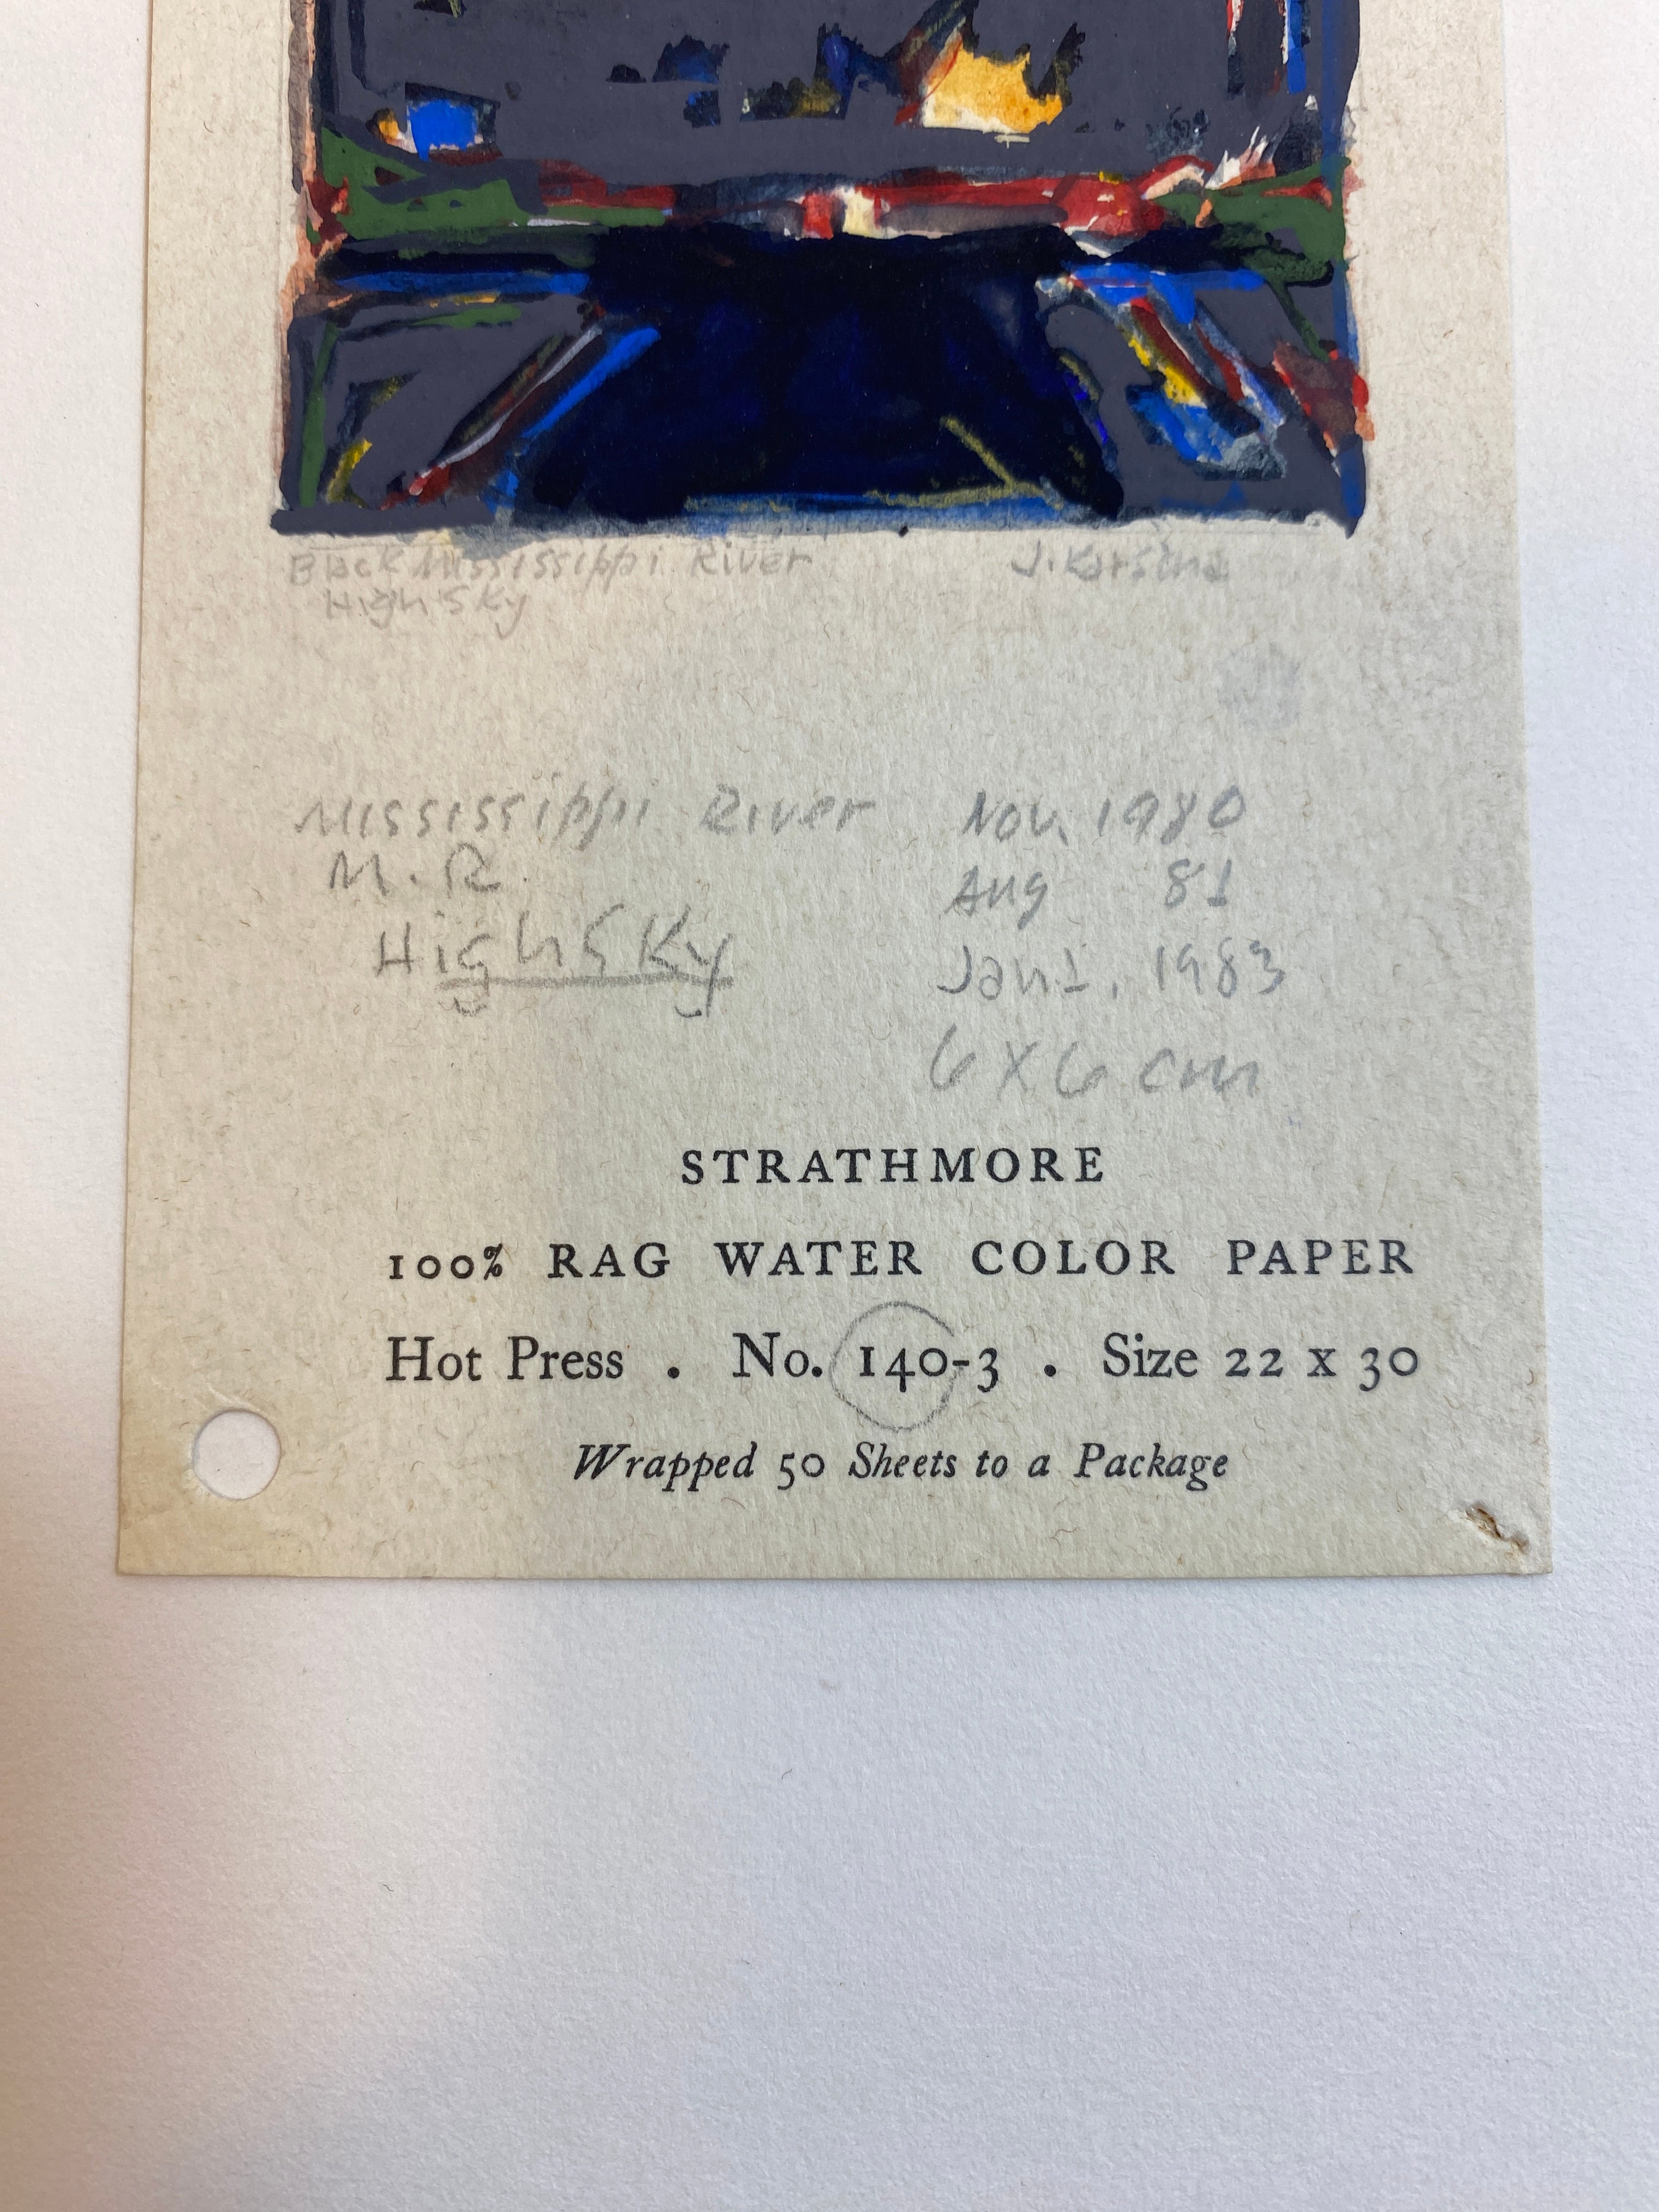 Black Mississippi River
High Sky
J.
Mississippi River Nov. 1980
M. R. Aug 81
High Sky Jan 1, 1983
6 x 6 cm
STRATHMORE
100% RAG WATER COLOR PAPER
Hot Press . No. 140-3 . Size 22 x 30
Wrapped 50 Sheets to a Package